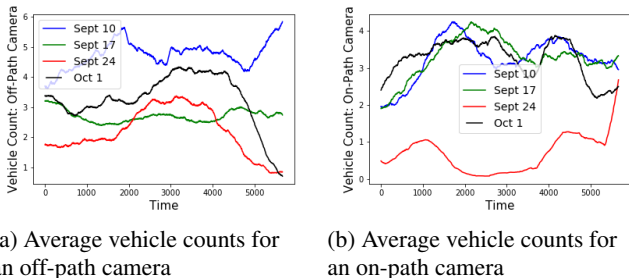 Vehicle Count: Off-Path Camera
6
5
4
3
2
1
Sept 10
Sept 17
Sept 24
Oct 1
0 1000 2000 3000 4000 5000
Time
Vehicle Count: On-Path Camera
4
3
2
1
0
Sept 10
Sept 17
Sept 24
Oct 1
0 1000 2000 3000 4000 5000
Time
a) Average vehicle counts for
an off-path camera
(b) Average vehicle counts for
an on-path camera